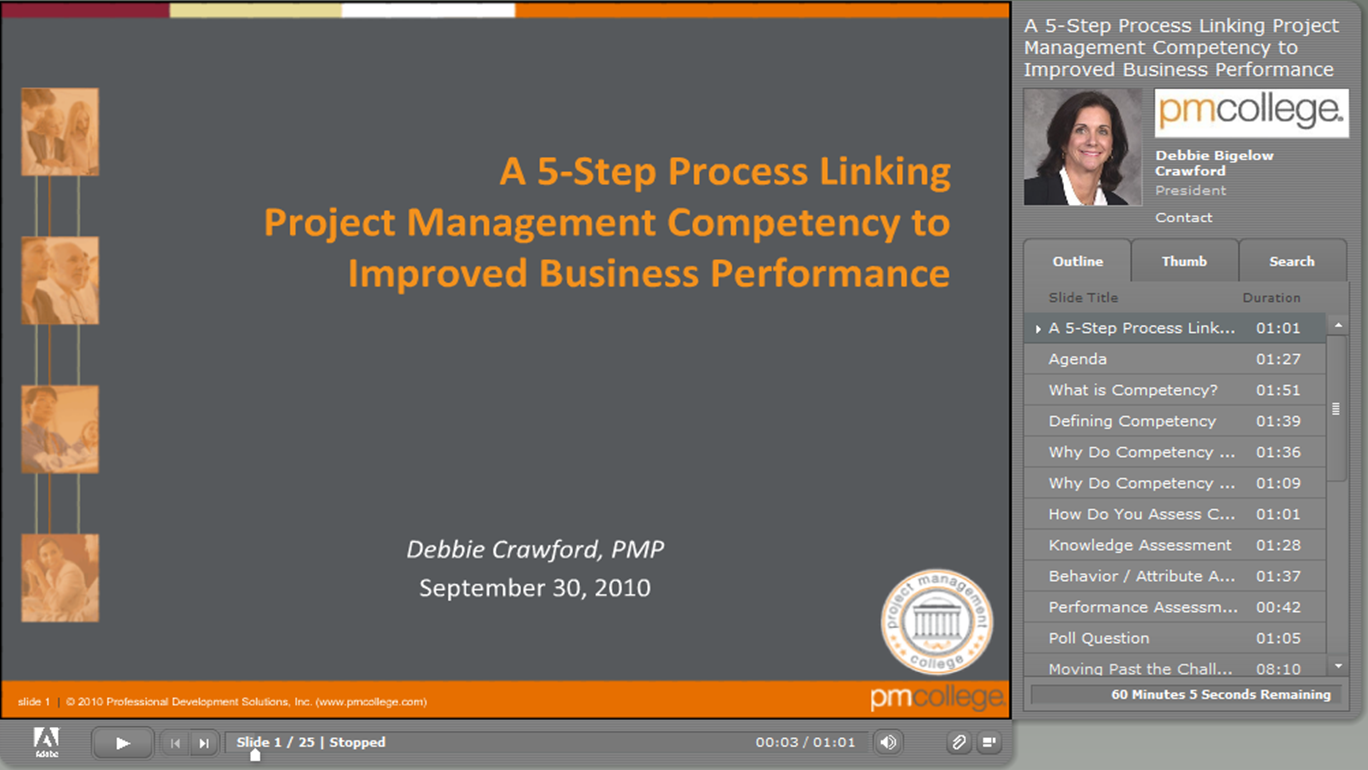 A 5-Step Process Linking
Project Management Competency to
Improved Business Performance
Debbie Crawford, PMP
September 30, 2010
project management
college
slide 1 | © 2010 Professional Development Solutions, Inc. (www.pmcollege.com)
pmcollege.
Adobe
Slide 1 / 25 | Stopped
00:03 / 01:01
A 5-Step Process Linking Project
Management Competency to
Improved Business Performance
pmcollege.
Debbie Bigelow
Crawford
President
Contact
Outline Thumb Search
Slide Title Duration
A 5-Step Process Link... 01:01
Agenda 01:27
What is Competency? 01:51
Defining Competency 01:39
Why Do Competency ... 01:36
Why Do Competency ... 01:09
How Do You Assess C... 01:01
Knowledge Assessment 01:28
Behavior / Attribute A... 01:37
Performance Assessm... 00:42
Poll Question 01:05
Moving Past the Chall... 08:10
60 Minutes 5 Seconds Remaining